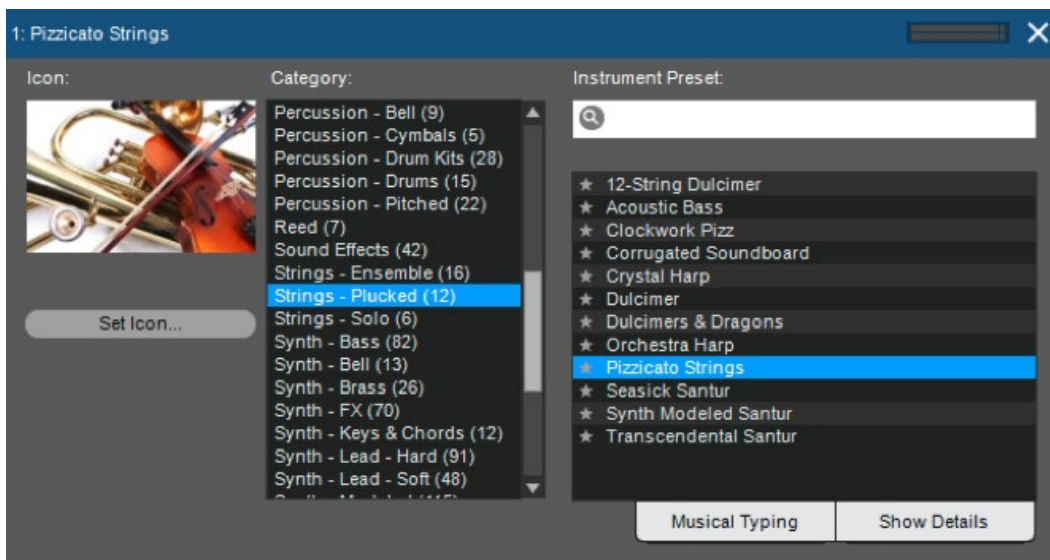 1: Pizzicato Strings
Icon:
Category:
Instrument Preset:
Percussion - Bell (9)
Percussion - Cymbals (5)
Percussion - Drum Kits (28)
Percussion - Drums (15)
Percussion - Pitched (22)
Reed (7)
Sound Effects (42)
Strings - Ensemble (16)
Strings - Plucked (12)
Strings - Solo (6)
Synth - Bass (82)
Synth - Bell (13)
Synth - Brass (26)
Synth - FX (70)
Synth - Keys & Chords (12)
Synth - Lead - Hard (91)
Synth - Lead - Soft (48)
12-String Dulcimer
Acoustic Bass
Clockwork Pizz
Corrugated Soundboard
Crystal Harp
Dulcimer
Dulcimers & Dragons
Orchestra Harp
Pizzicato Strings
Seasick Santur
Synth Modeled Santur
Transcendental Santur
Set Icon...
Musical Typing
Show Details